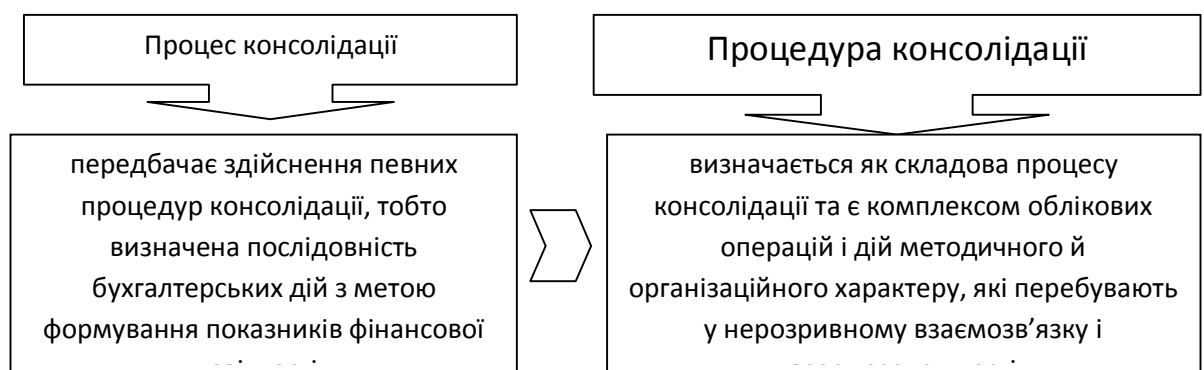 Процес консолідації
передбачає здійснення певних
процедур консолідації, тобто
визначена послідовність
бухгалтерських дій з метою
формування показників фінансової
Процедура консолідації
визначається як складова процесу
консолідації та є комплексом облікових
операцій і дій методичного й
організаційного характеру, які перебувають
у нерозривному взаємозв’язку і